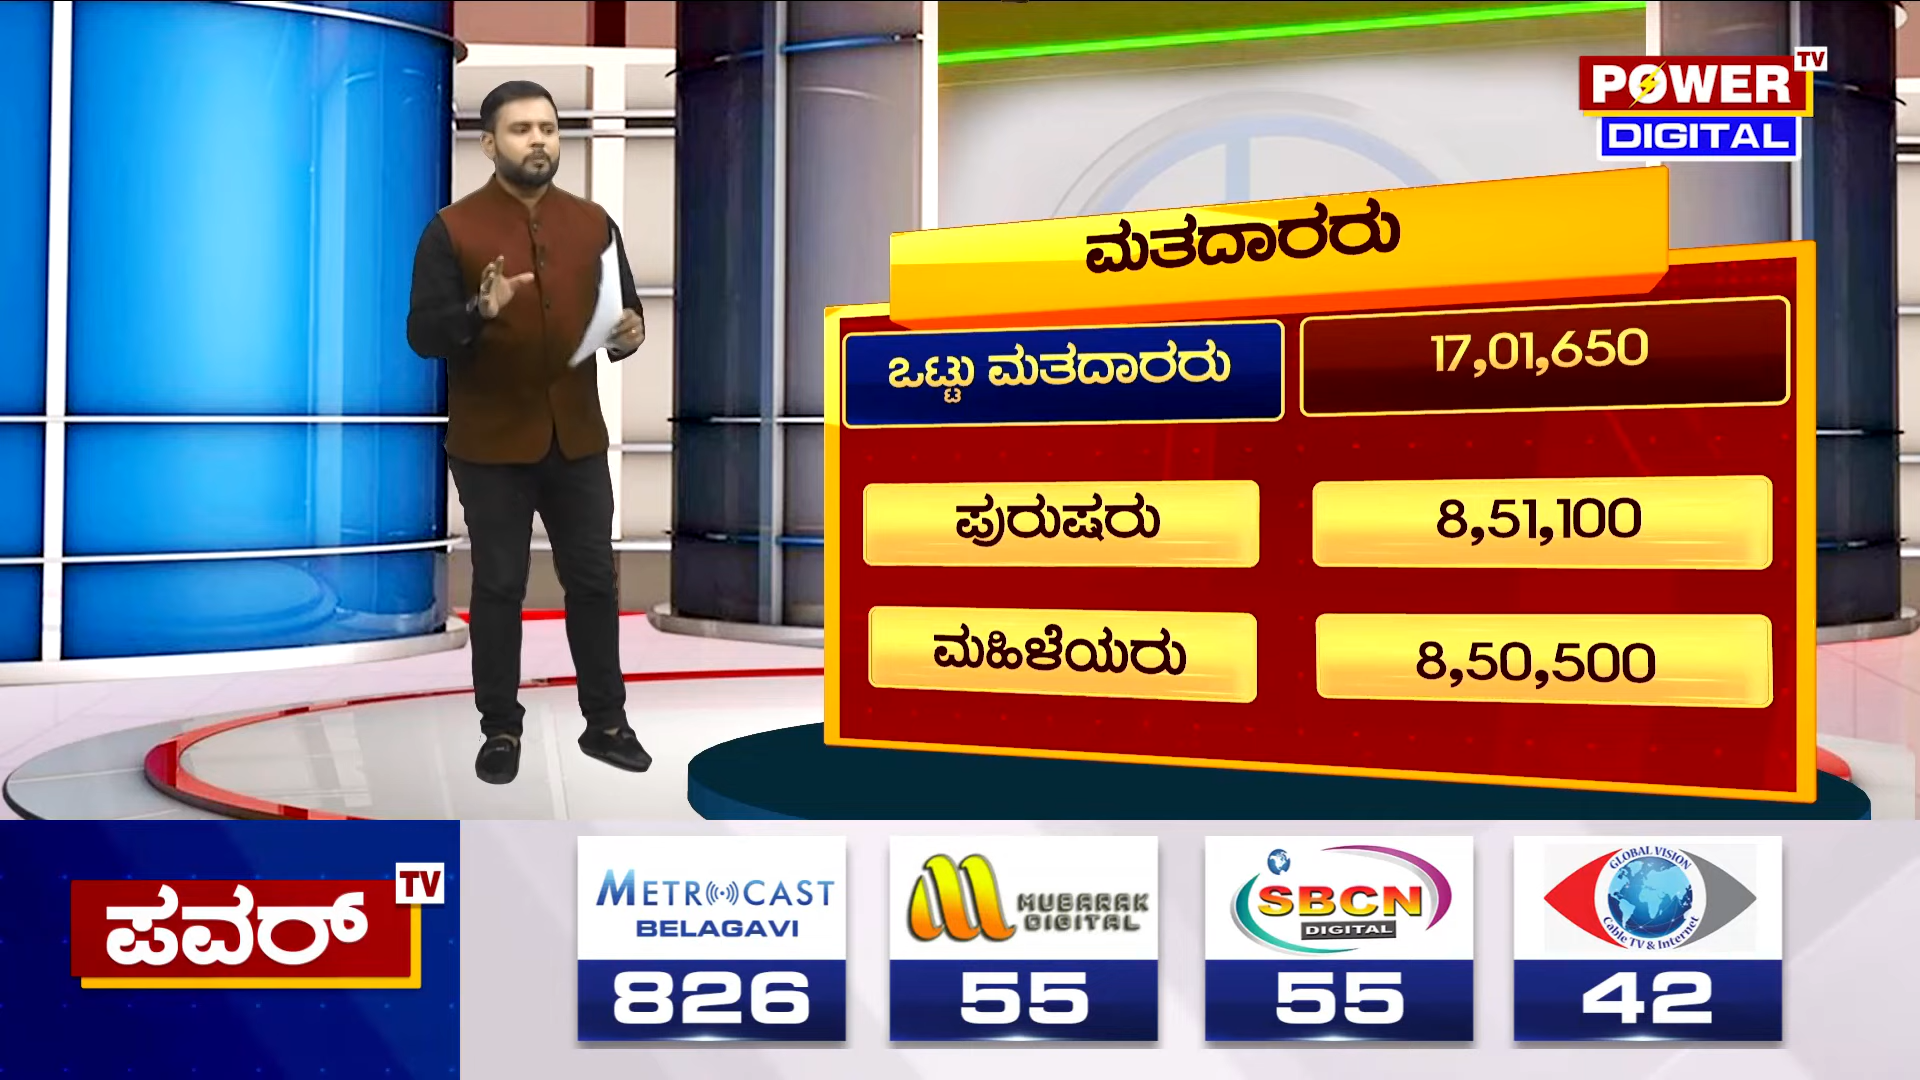 POWER TV
DIGITAL
ಮತದಾರರು
ಒಟ್ಟು ಮತದಾರರು 17,01,650
ಪುರುಷರು 8,51,100
ಮಹಿಳೆಯರು 8,50,500
ಪವರ್ TV
METROCAST
BELAGAVI
826
MUBARAK
DIGITAL
55
SBCN
DIGITAL
55
GLOBAL VISION
Cable TV & Internet
42